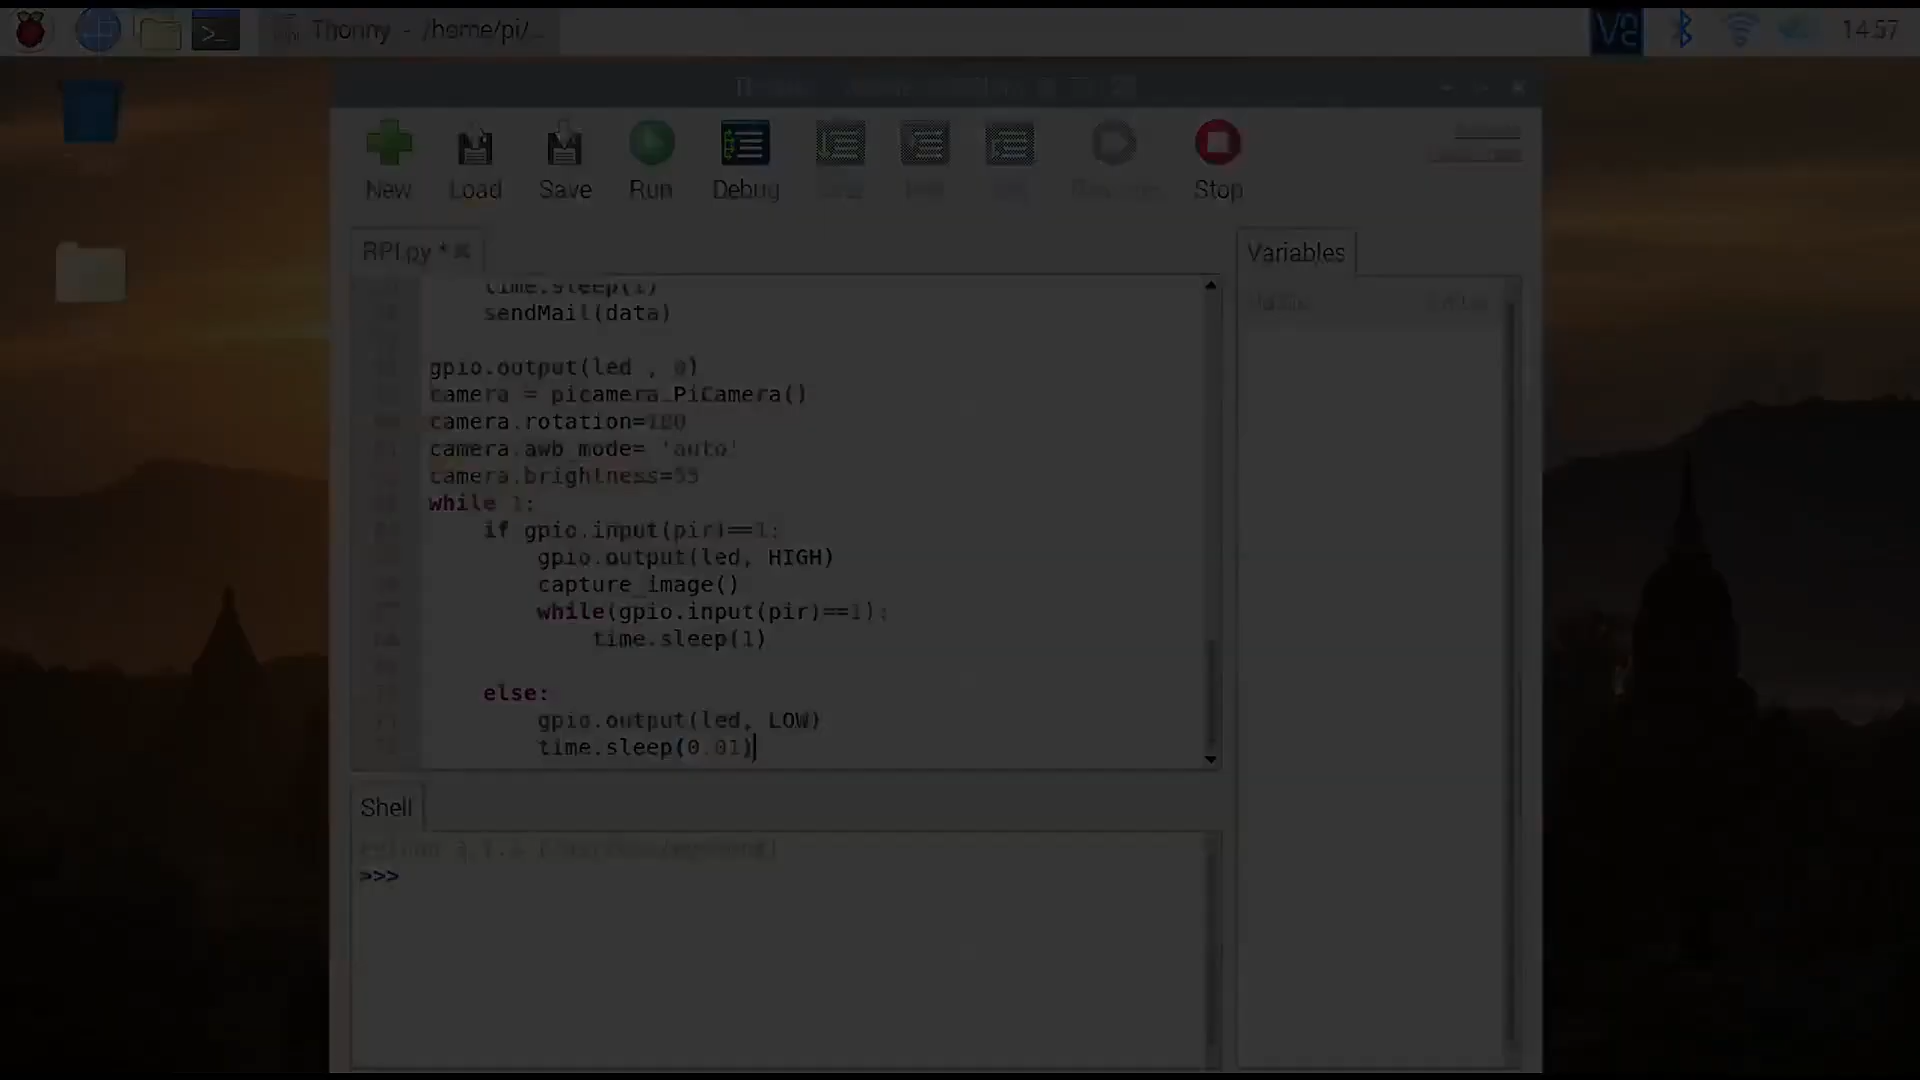 Thonny - /home/pi/...
14:57
New
Load
Save
Run
Debug
Stop
RPI.py *
Variables
time.sleep(1)
sendMail(data)
gpio.output(led , 0)
camera = picamera.PiCamera()
camera.rotation=180
camera.awb_mode= 'auto'
camera.brightness=55
while 1:
if gpio.input(pir)==1:
gpio.output(led, HIGH)
capture_image()
while(gpio.input(pir)==1):
time.sleep(1)
else:
gpio.output(led, LOW)
time.sleep(0.01)
Shell
>>>